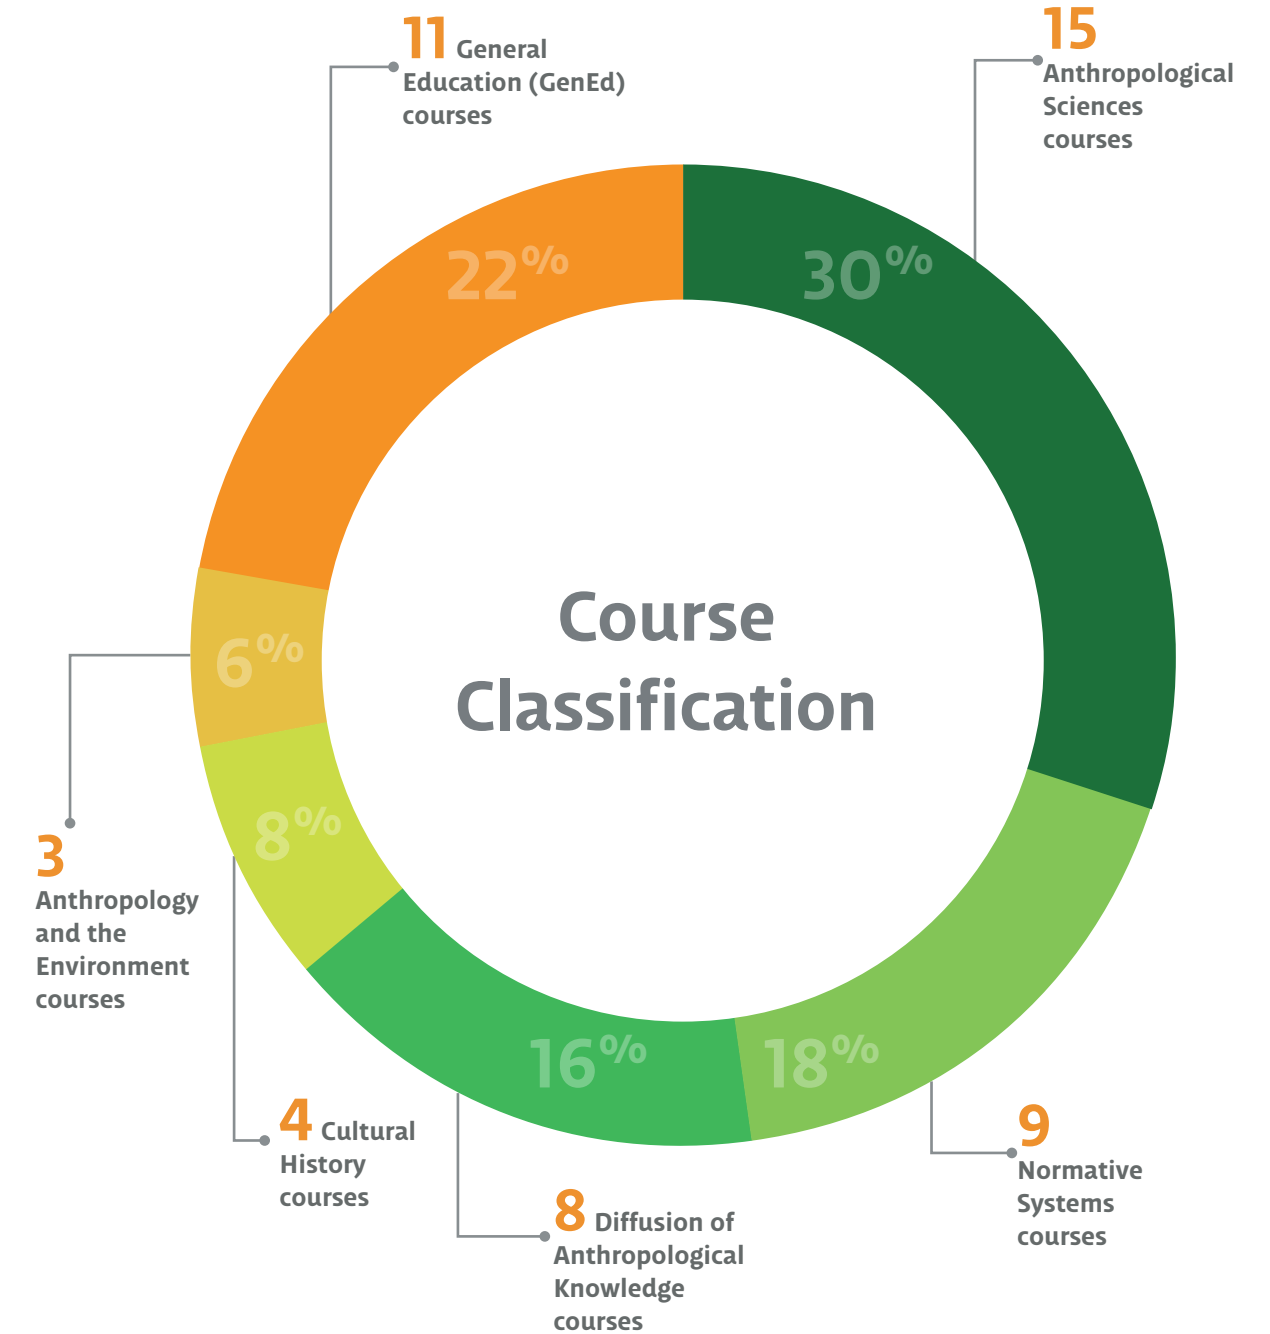 11 General
Education (GenEd)
courses
15
Anthropological
Sciences
courses
22%
30%
Course
Classification
6%
8%
3
Anthropology
and the
Environment
courses
16%
18%
4 Cultural
History
courses
9
Normative
Systems
courses
8 Diffusion of
Anthropological
Knowledge
courses